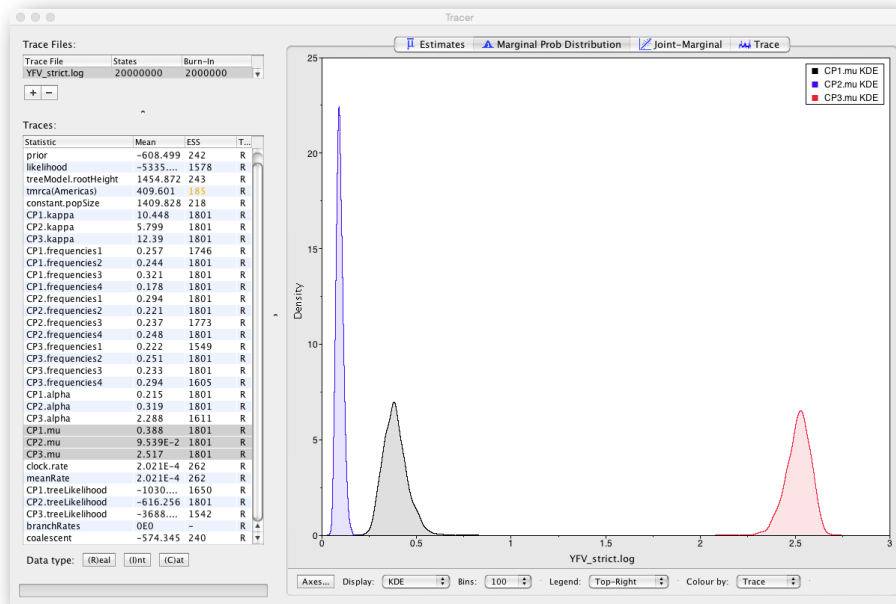 Tracer
Trace Files:
Trace File States Burn-In
YFV_strict.log 20000000 2000000
+ −
Traces:
Statistic Mean ESS T...
prior -608.499 242 R
likelihood -5335.... 1578 R
treeModel.rootHeight 1454.872 243 R
tmrca(Americas) 409.601 185 R
constant.popSize 1409.828 218 R
CP1.kappa 10.448 1801 R
CP2.kappa 5.799 1801 R
CP3.kappa 12.39 1801 R
CP1.frequencies1 0.257 1746 R
CP1.frequencies2 0.244 1801 R
CP1.frequencies3 0.321 1801 R
CP1.frequencies4 0.178 1801 R
CP2.frequencies1 0.294 1801 R
CP2.frequencies2 0.221 1801 R
CP2.frequencies3 0.237 1773 R
CP2.frequencies4 0.248 1801 R
CP3.frequencies1 0.222 1549 R
CP3.frequencies2 0.251 1801 R
CP3.frequencies3 0.233 1801 R
CP3.frequencies4 0.294 1605 R
CP1.alpha 0.215 1801 R
CP2.alpha 0.319 1801 R
CP3.alpha 2.288 1611 R
CP1.mu 0.388 1801 R
CP2.mu 9.539E-2 1801 R
CP3.mu 2.517 1801 R
clock.rate 2.021E-4 262 R
meanRate 2.021E-4 262 R
CP1.treeLikelihood -1030.... 1650 R
CP2.treeLikelihood -616.256 1801 R
CP3.treeLikelihood -3688.... 1542 R
branchRates 0E0 - R
coalescent -574.345 240 R
Data type: (R)eal (I)nt (C)at
Estimates Marginal Prob Distribution Joint-Marginal Trace
CP1.mu KDE
CP2.mu KDE
CP3.mu KDE
25
20
15
10
5
0
Density
0 0.5 1 1.5 2 2.5 3
YFV_strict.log
Axes... Display: KDE Bins: 100 Legend: Top-Right Colour by: Trace